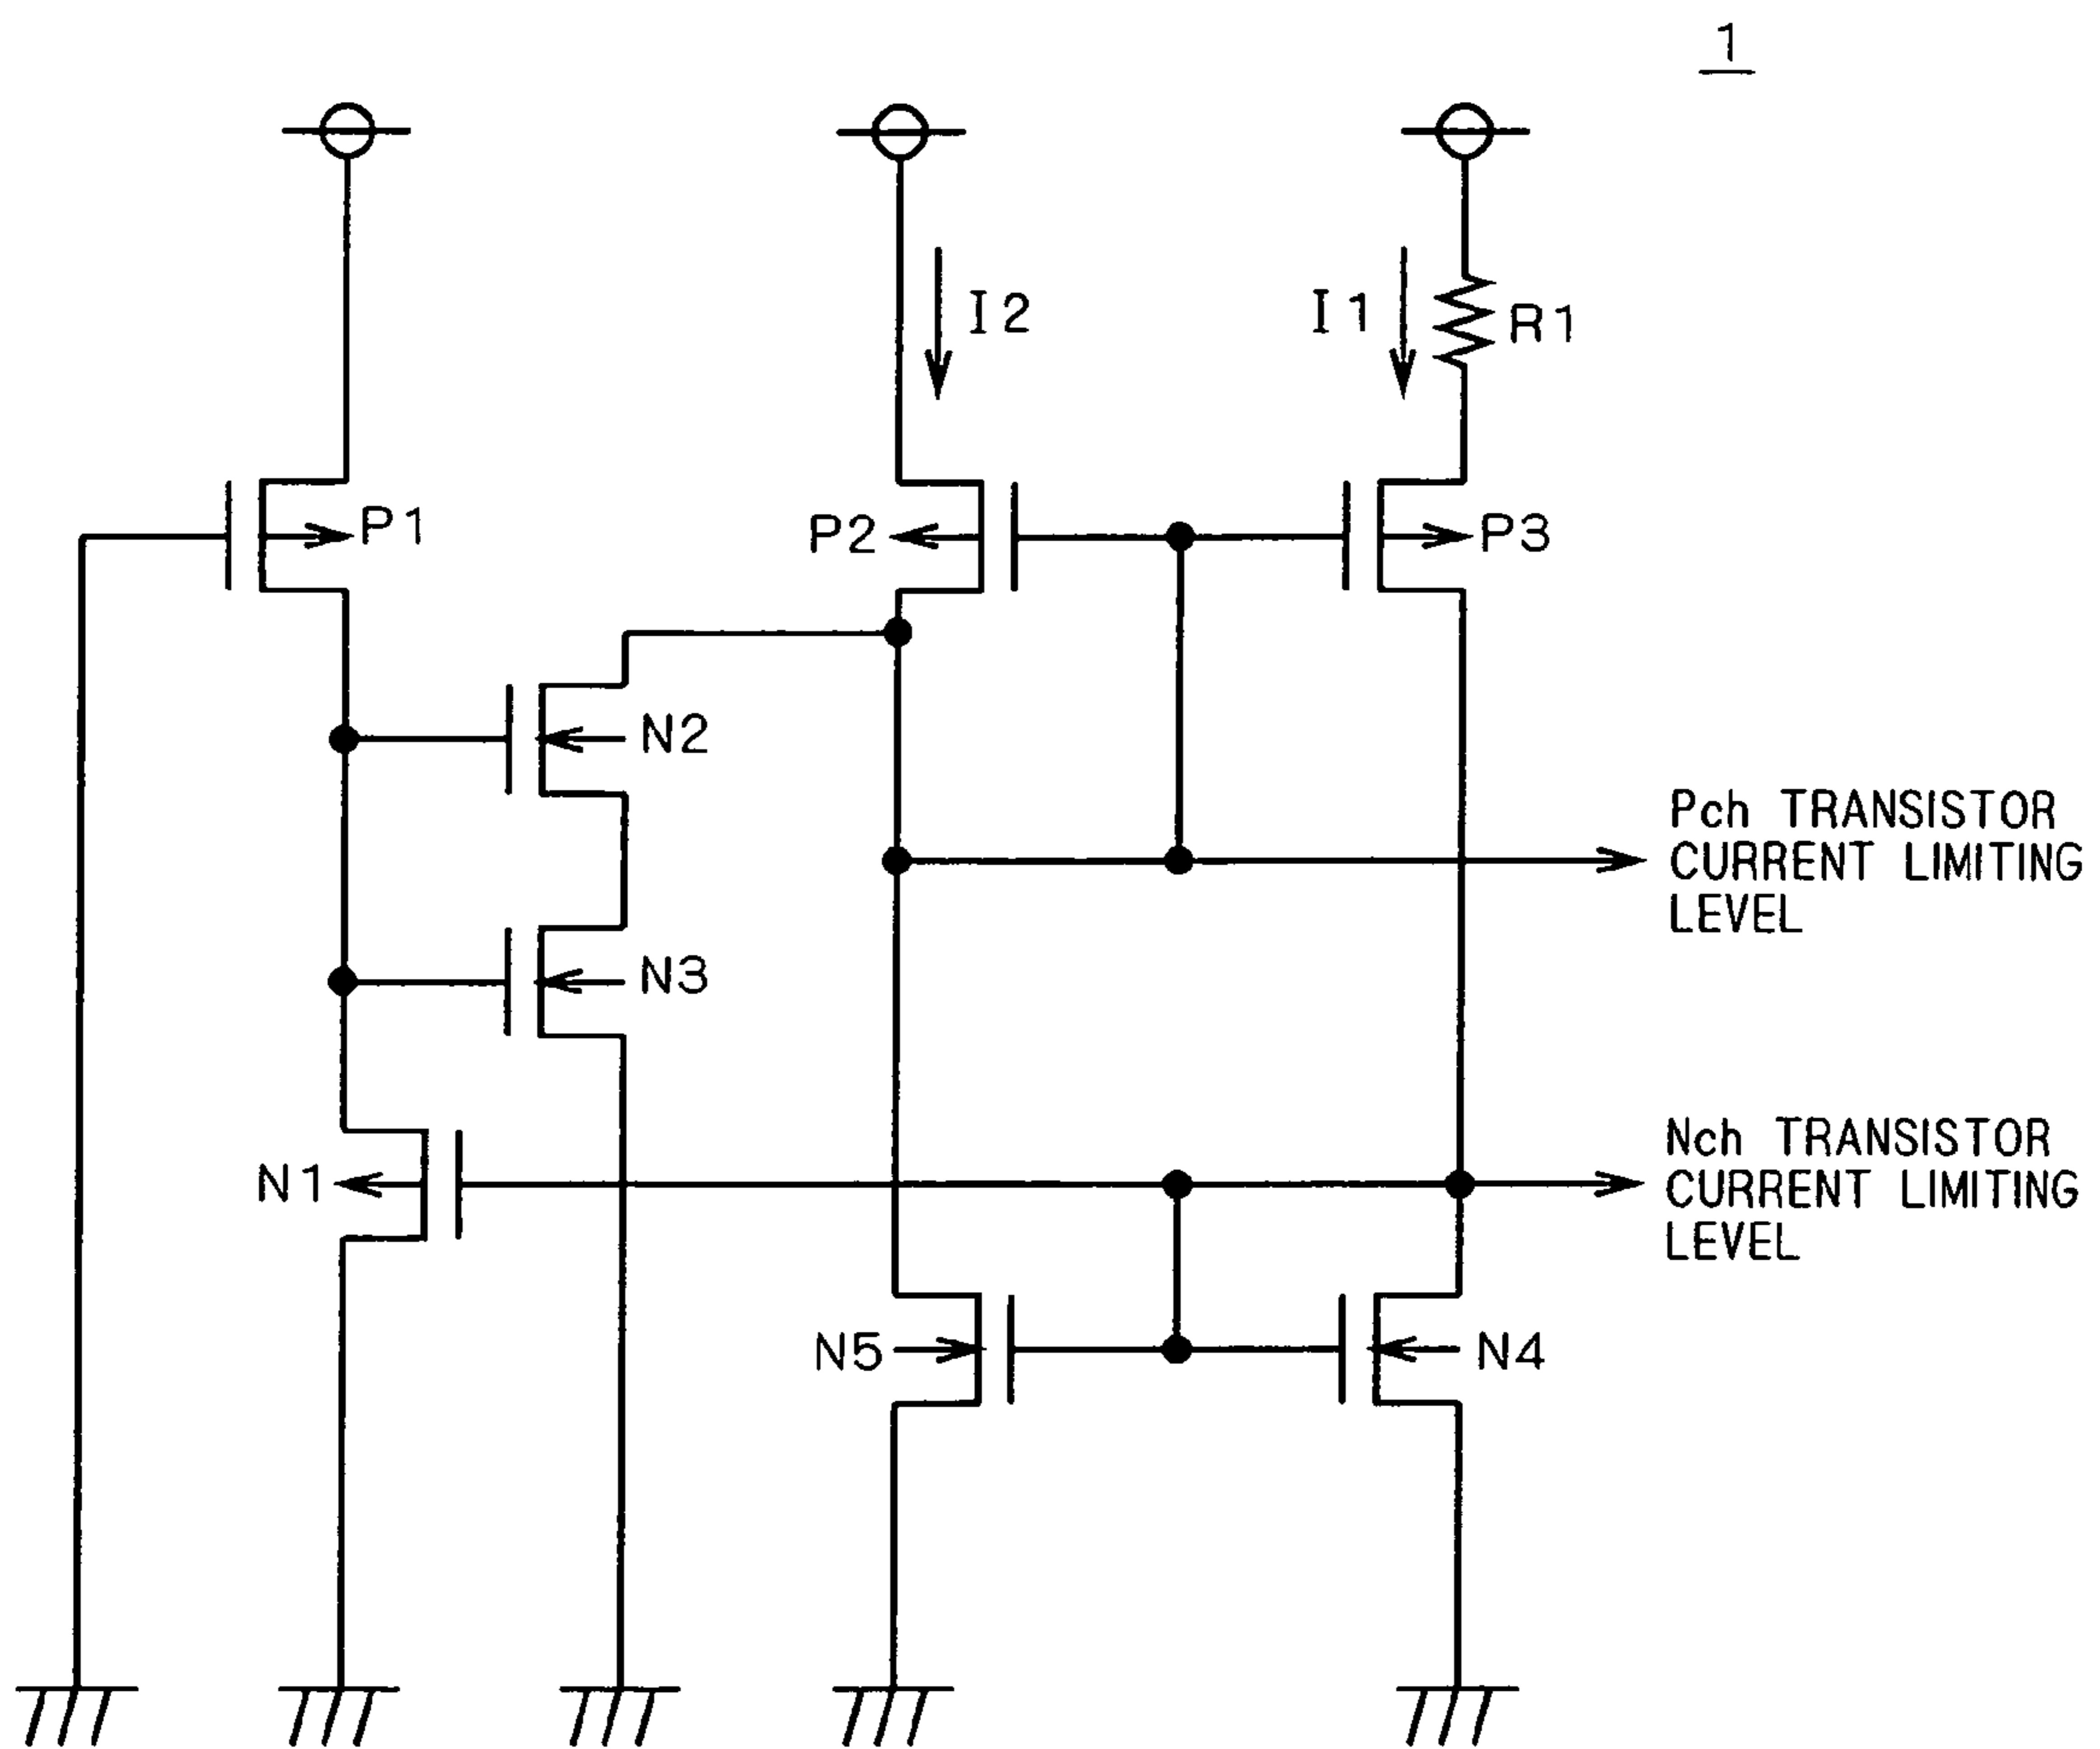 1
I2
I1
R1
P1
P2
P3
N2
Pch TRANSISTOR
CURRENT LIMITING
LEVEL
N3
Nch TRANSISTOR
CURRENT LIMITING
LEVEL
N1
N5
N4